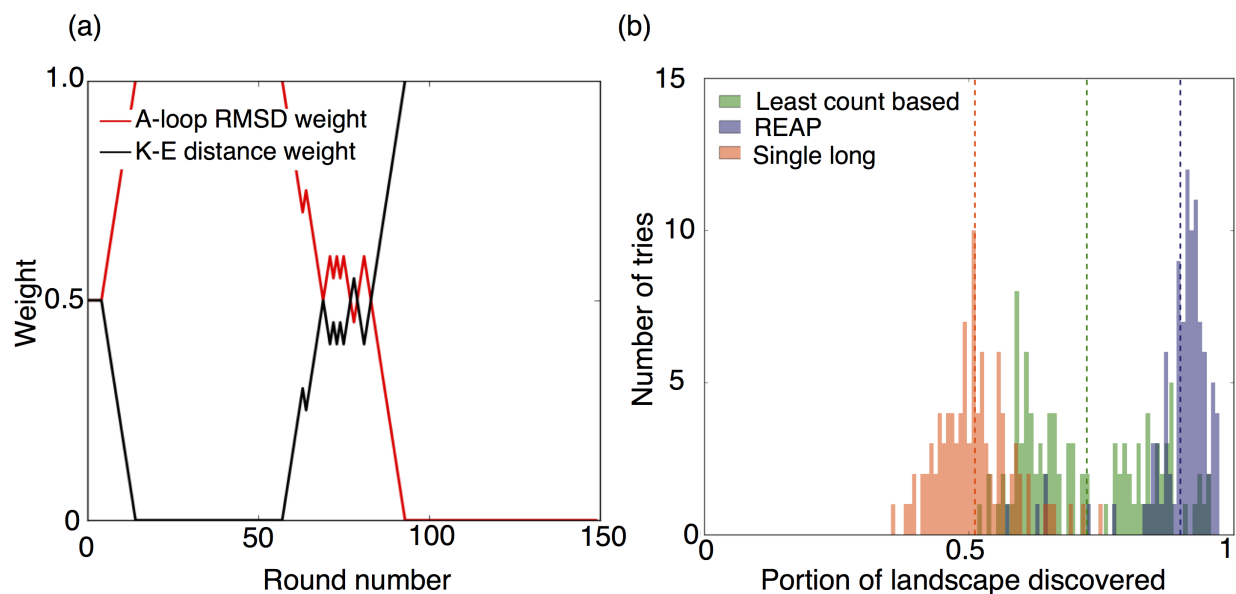 (a)
1.0
A-loop RMSD weight
K-E distance weight
Weight
0.5
0
0
50
100
150
Round number
(b)
15
Least count based
REAP
Single long
Number of tries
10
5
0
0
0.5
1
Portion of landscape discovered